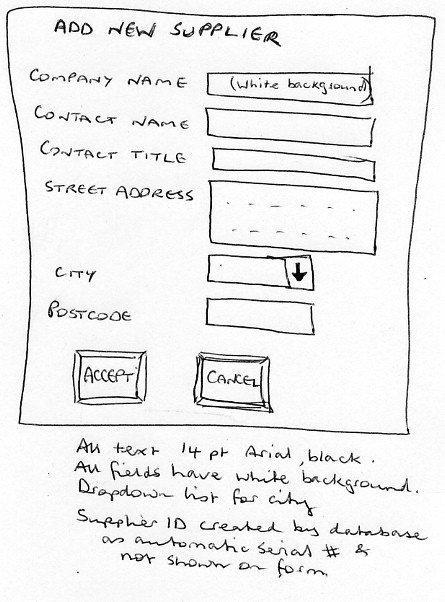 ADD NEW SUPPLIER
COMPANY NAME (White background)
CONTACT NAME
CONTACT TITLE
STREET ADDRESS
CITY
POSTCODE
ACCEPT CANCEL
All text 14 pt Arial, black.
All fields have white background.
Dropdown list for city
Supplier ID created by database
as automatic serial # &
not shown on form.